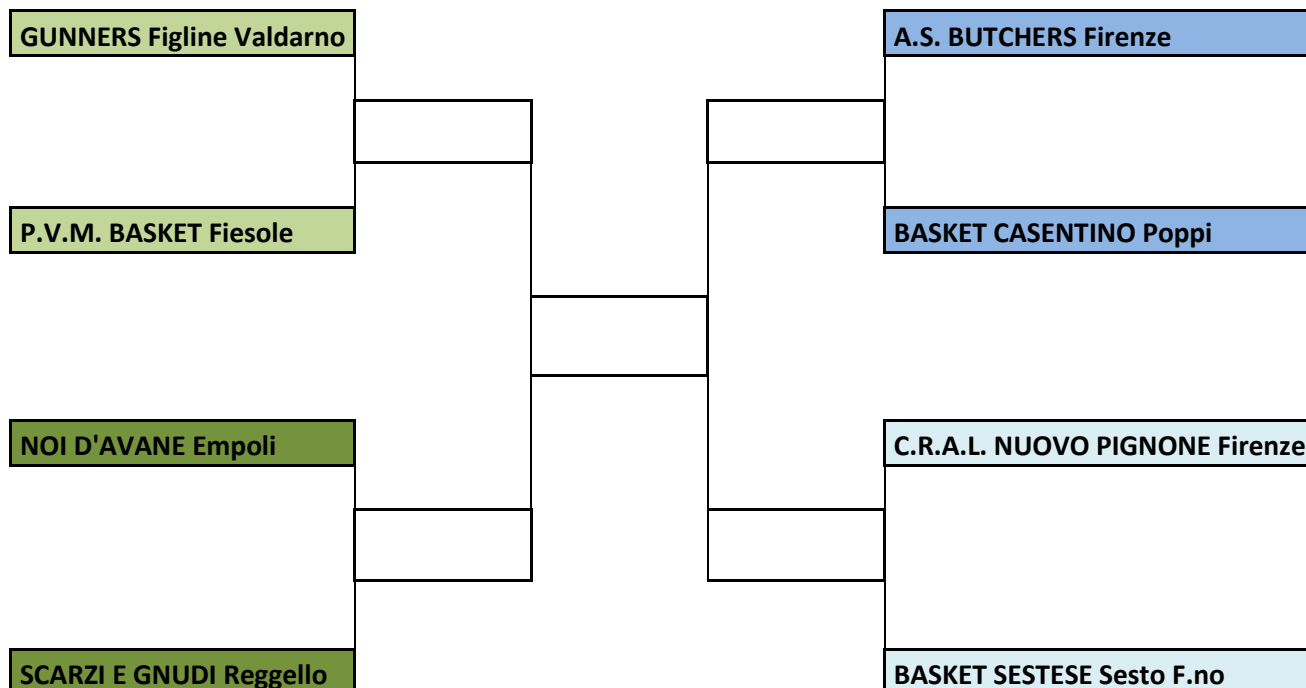 GUNNERS Figline Valdarno
A.S. BUTCHERS Firenze
P.V.M. BASKET Fiesole
BASKET CASENTINO Poppi
NOI D'AVANE Empoli
C.R.A.L. NUOVO PIGNONE Firenze
SCARZI E GNUDI Reggello
BASKET SESTESE Sesto F.no